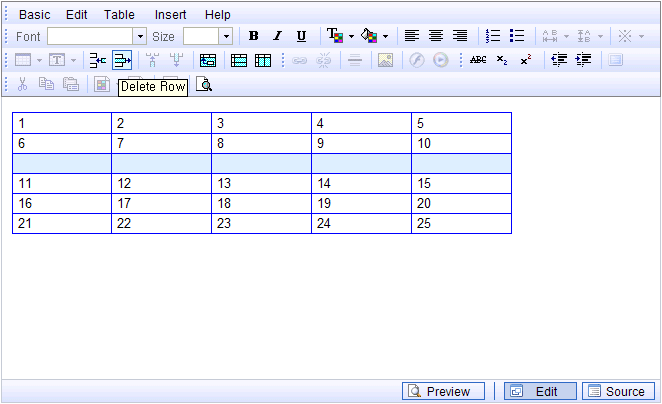 Basic Edit Table Insert Help
Font Size B I U T
T ABC x₂ x²
Delete Row
1 2 3 4 5
6 7 8 9 10
11 12 13 14 15
16 17 18 19 20
21 22 23 24 25
Preview Edit Source